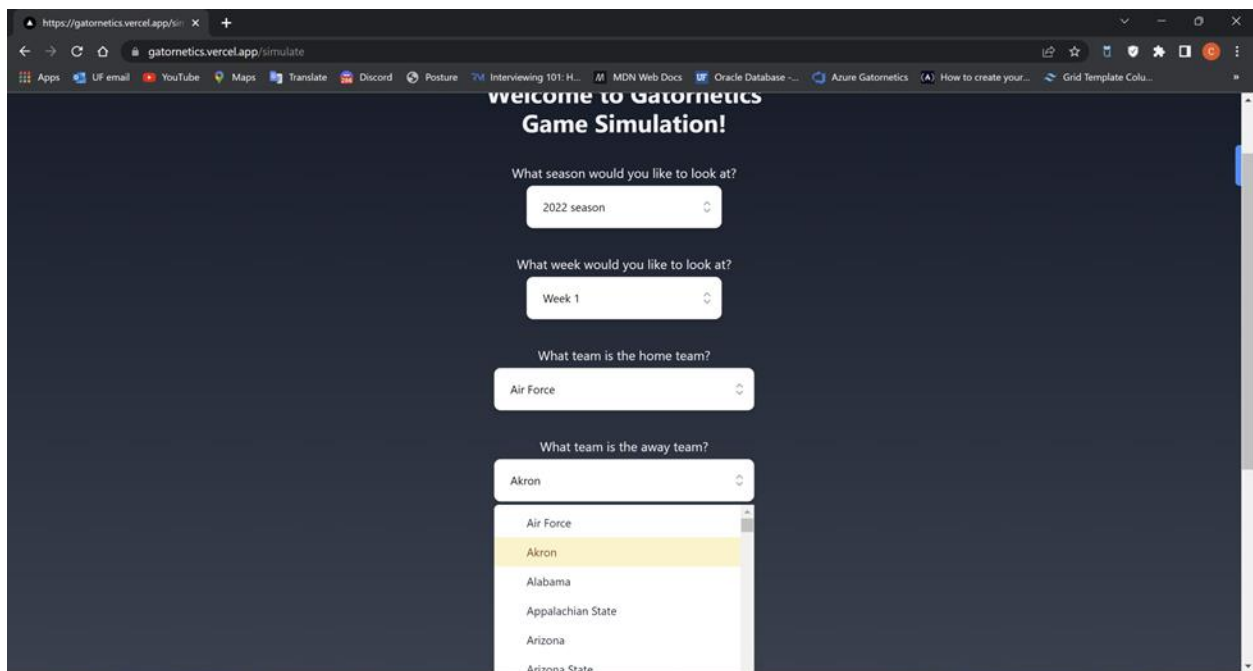 https://gatornetics.vercel.app/sin
gatornetics.vercel.app/simulate
Apps UF email YouTube Maps Translate Discord Posture Interviewing 101: H... MDN Web Docs Oracle Database -... Azure Gatornetics How to create your... Grid Template Colu... »
Welcome to Gatornetics
Game Simulation!
What season would you like to look at?
2022 season
What week would you like to look at?
Week 1
What team is the home team?
Air Force
What team is the away team?
Akron
Air Force
Akron
Alabama
Appalachian State
Arizona
Arizona State